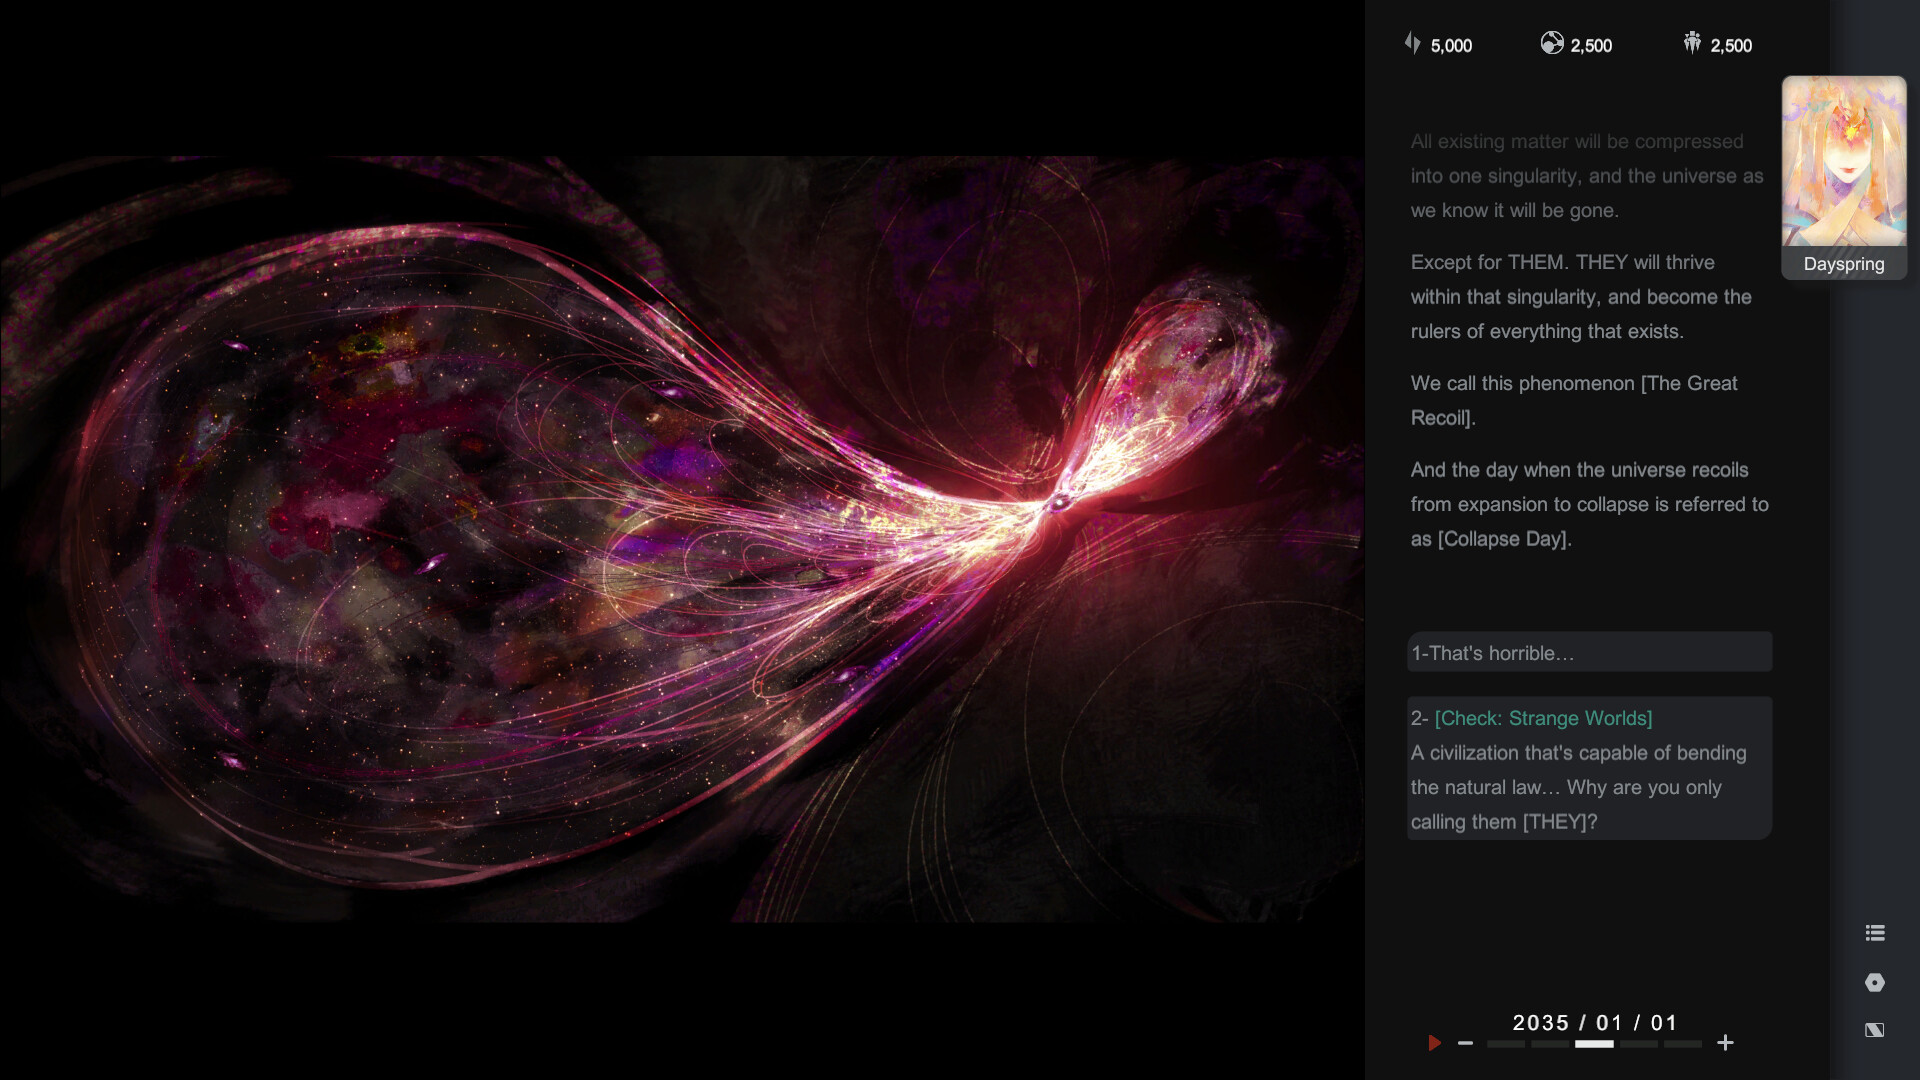 5,000 2,500 2,500
All existing matter will be compressed
into one singularity, and the universe as
we know it will be gone.
Except for THEM. THEY will thrive
within that singularity, and become the
rulers of everything that exists.
We call this phenomenon [The Great
Recoil].
And the day when the universe recoils
from expansion to collapse is referred to
as [Collapse Day].
Dayspring
1-That's horrible…
2- [Check: Strange Worlds]
A civilization that's capable of bending
the natural law… Why are you only
calling them [THEY]?
2035 / 01 / 01